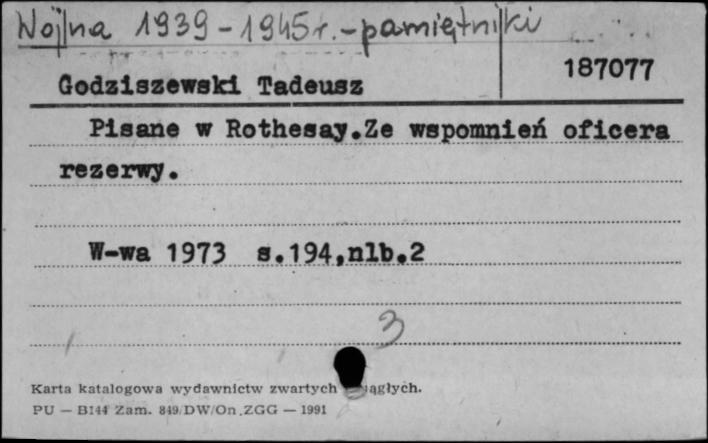 Wojna 1939-1945r.-pamiętniki
Godziszewski Tadeusz
187077
Pisane w Rothesay.Ze wspomnień oficera
rezerwy.
W-wa 1973 s.194,nlb.2
3
Karta katalogowa wydawnictw zwartych ciągłych.
PU — B144 Zam. 849/DW/On.ZGG — 1991